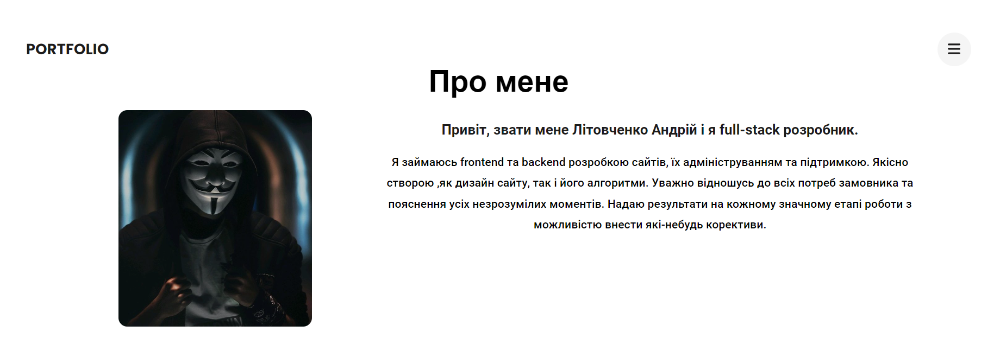 PORTFOLIO
Про мене
Привіт, звати мене Літовченко Андрій і я full-stack розробник.
Я займаюсь frontend та backend розробкою сайтів, їх адмініструванням та підтримкою. Якісно
створою ,як дизайн сайту, так і його алгоритми. Уважно відношусь до всіх потреб замовника та
пояснення усіх незрозумілих моментів. Надаю результати на кожному значному етапі роботи з
можливістю внести які-небудь корективи.